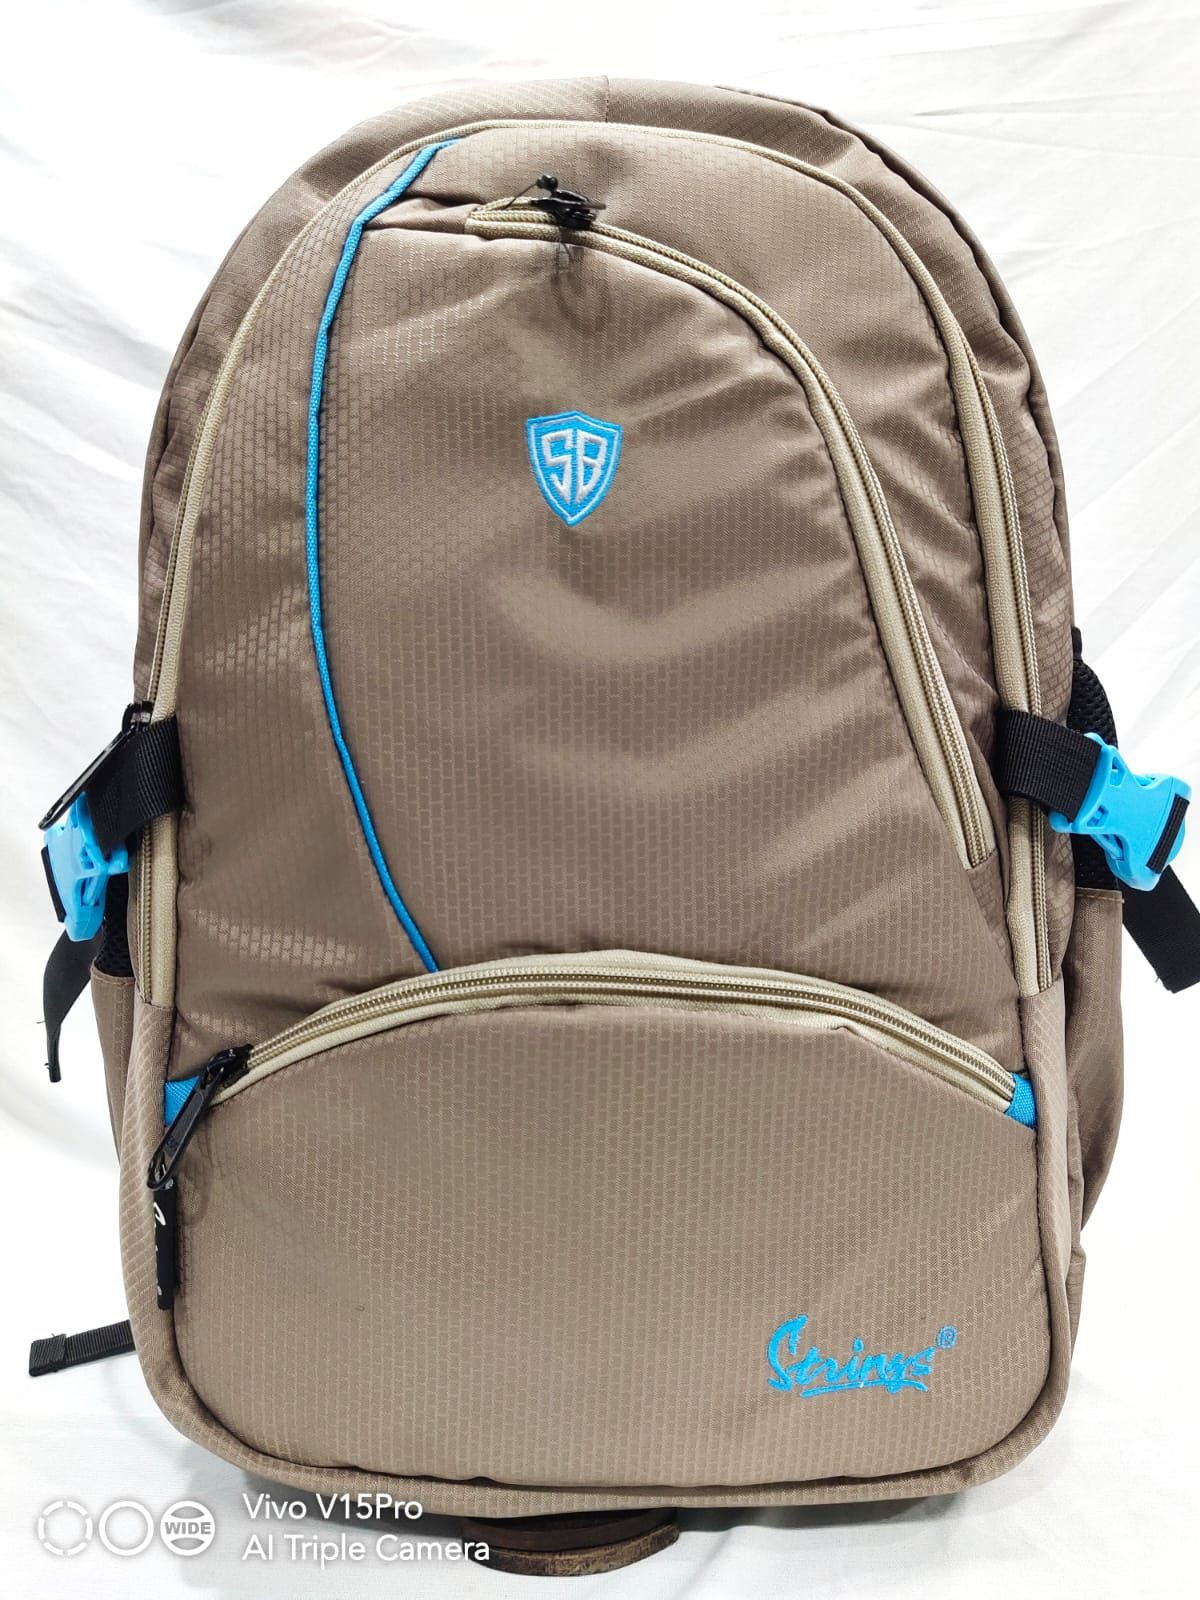 SB
Strings®
WIDE
Vivo V15Pro
AI Triple Camera